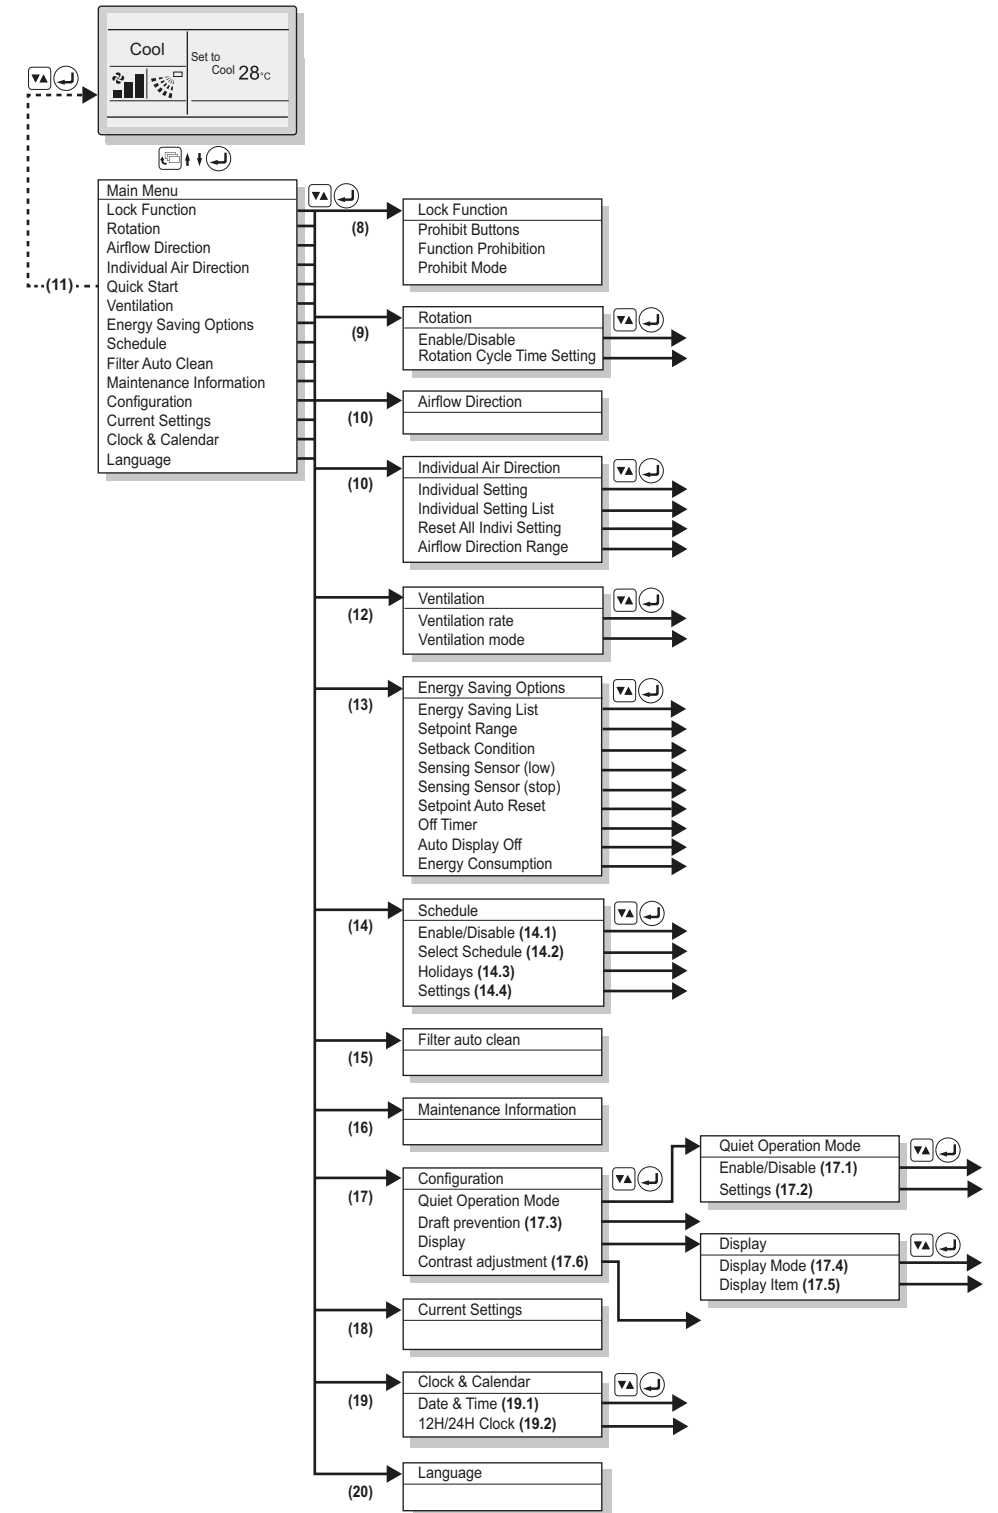 Cool
Set to
Cool 28°C
Main Menu
Lock Function
Rotation
Airflow Direction
Individual Air Direction
Quick Start
Ventilation
Energy Saving Options
Schedule
Filter Auto Clean
Maintenance Information
Configuration
Current Settings
Clock & Calendar
Language
(11)
(8)
Lock Function
Prohibit Buttons
Function Prohibition
Prohibit Mode
(9)
Rotation
Enable/Disable
Rotation Cycle Time Setting
(10)
Airflow Direction
(10)
Individual Air Direction
Individual Setting
Individual Setting List
Reset All Indivi Setting
Airflow Direction Range
(12)
Ventilation
Ventilation rate
Ventilation mode
(13)
Energy Saving Options
Energy Saving List
Setpoint Range
Setback Condition
Sensing Sensor (low)
Sensing Sensor (stop)
Setpoint Auto Reset
Off Timer
Auto Display Off
Energy Consumption
(14)
Schedule
Enable/Disable (14.1)
Select Schedule (14.2)
Holidays (14.3)
Settings (14.4)
(15)
Filter auto clean
(16)
Maintenance Information
(17)
Configuration
Quiet Operation Mode
Draft prevention (17.3)
Display
Contrast adjustment (17.6)
Quiet Operation Mode
Enable/Disable (17.1)
Settings (17.2)
Display
Display Mode (17.4)
Display Item (17.5)
(18)
Current Settings
(19)
Clock & Calendar
Date & Time (19.1)
12H/24H Clock (19.2)
(20)
Language